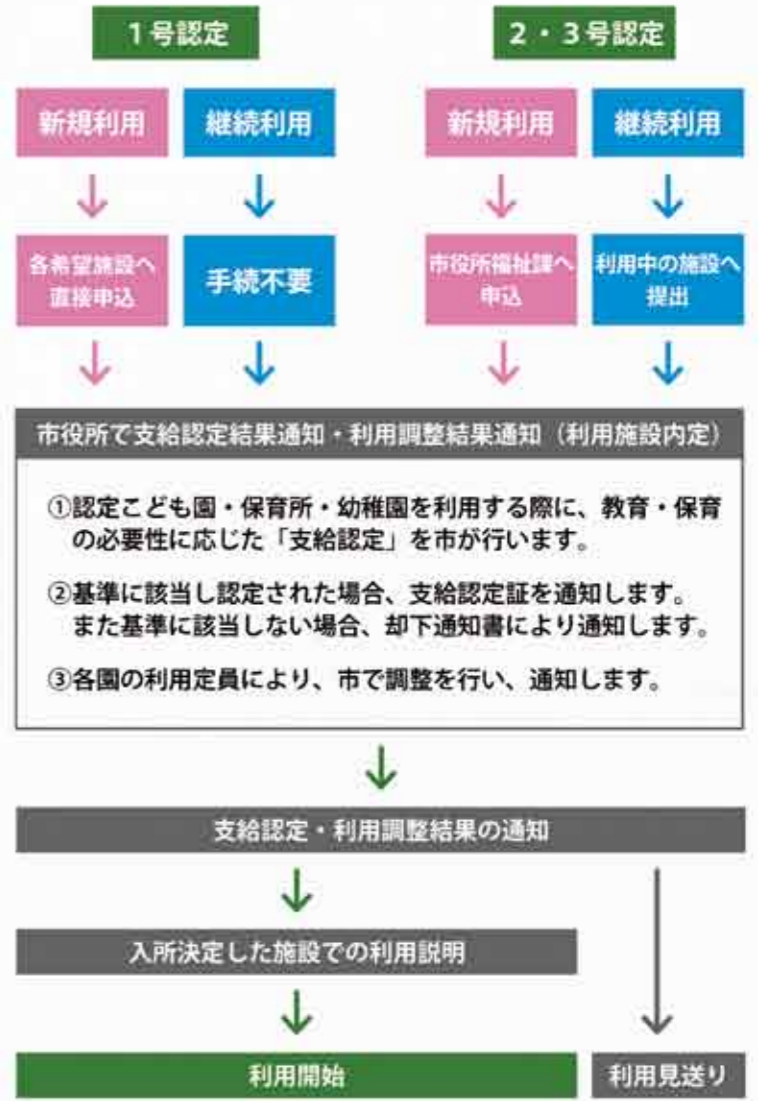 1号認定
2・3号認定
新規利用
継続利用
新規利用
継続利用
各希望施設へ
直接申込
手続不要
市役所福祉課へ
申込
利用中の施設へ
提出
市役所で支給認定結果通知・利用調整結果通知（利用施設内定）
①認定こども園・保育所・幼稚園を利用する際に、教育・保育
の必要性に応じた「支給認定」を市が行います。
②基準に該当し認定された場合、支給認定証を通知します。
また基準に該当しない場合、却下通知書により通知します。
③各園の利用定員により、市で調整を行い、通知します。
支給認定・利用調整結果の通知
入所決定した施設での利用説明
利用開始
利用見送り